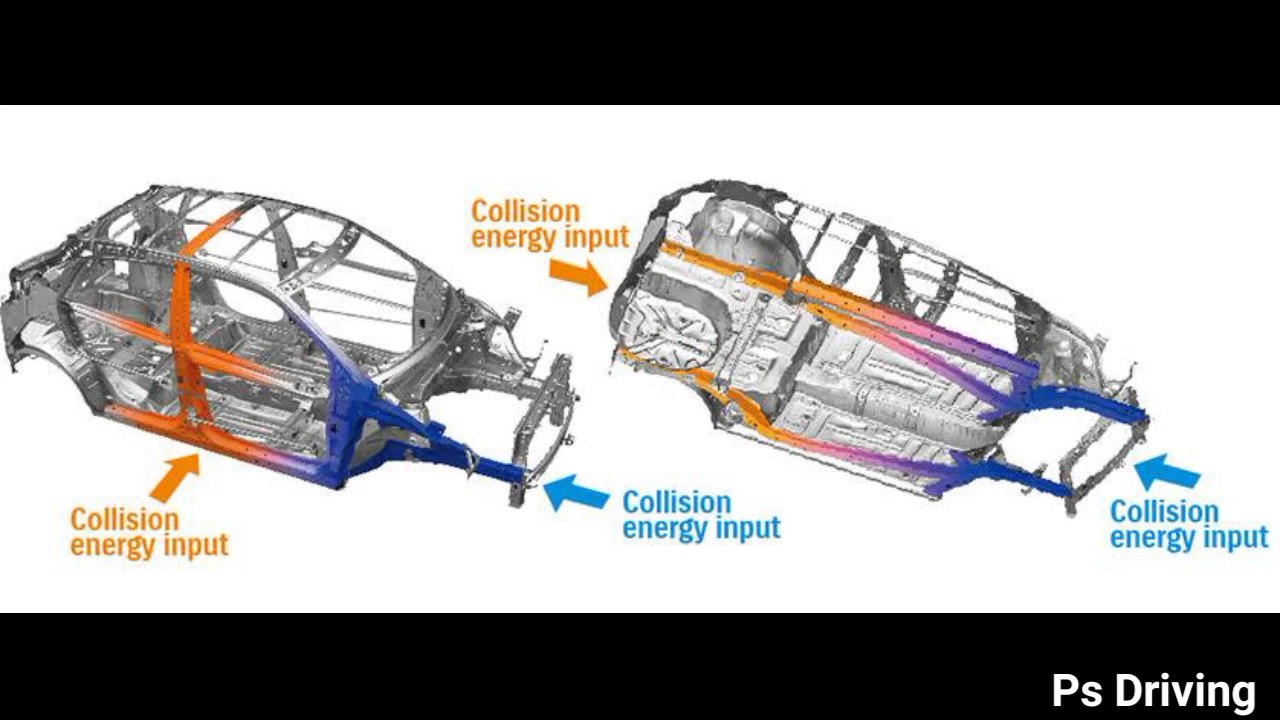 Collision
energy input
Collision
energy input
Collision
energy input
Collision
energy input
Ps Driving